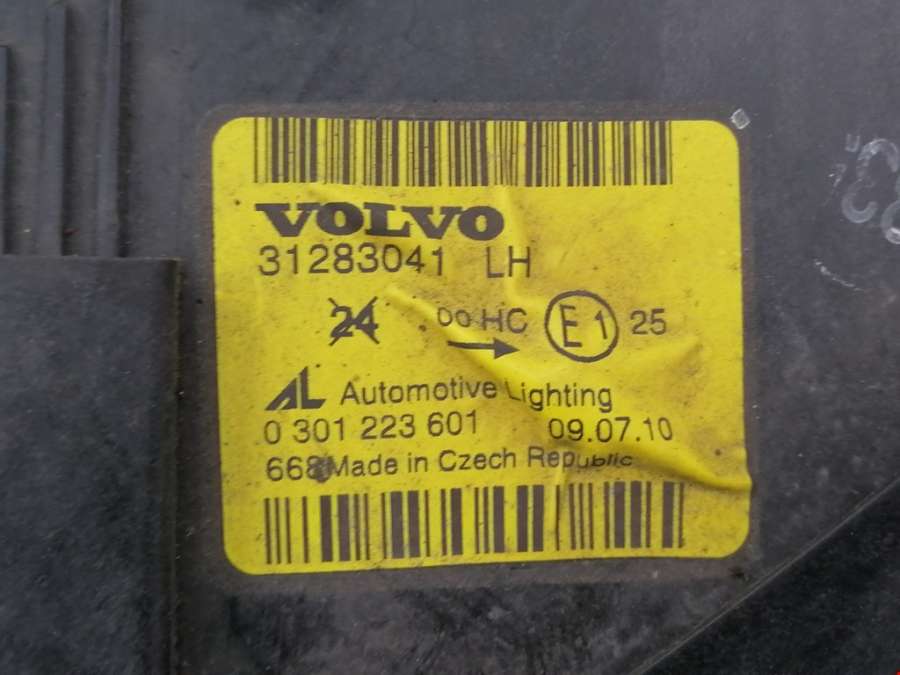 VOLVO
31283041 LH
24 00 HC E1 25
AL Automotive Lighting
0 301 223 601 09.07.10
668 Made in Czech Republic